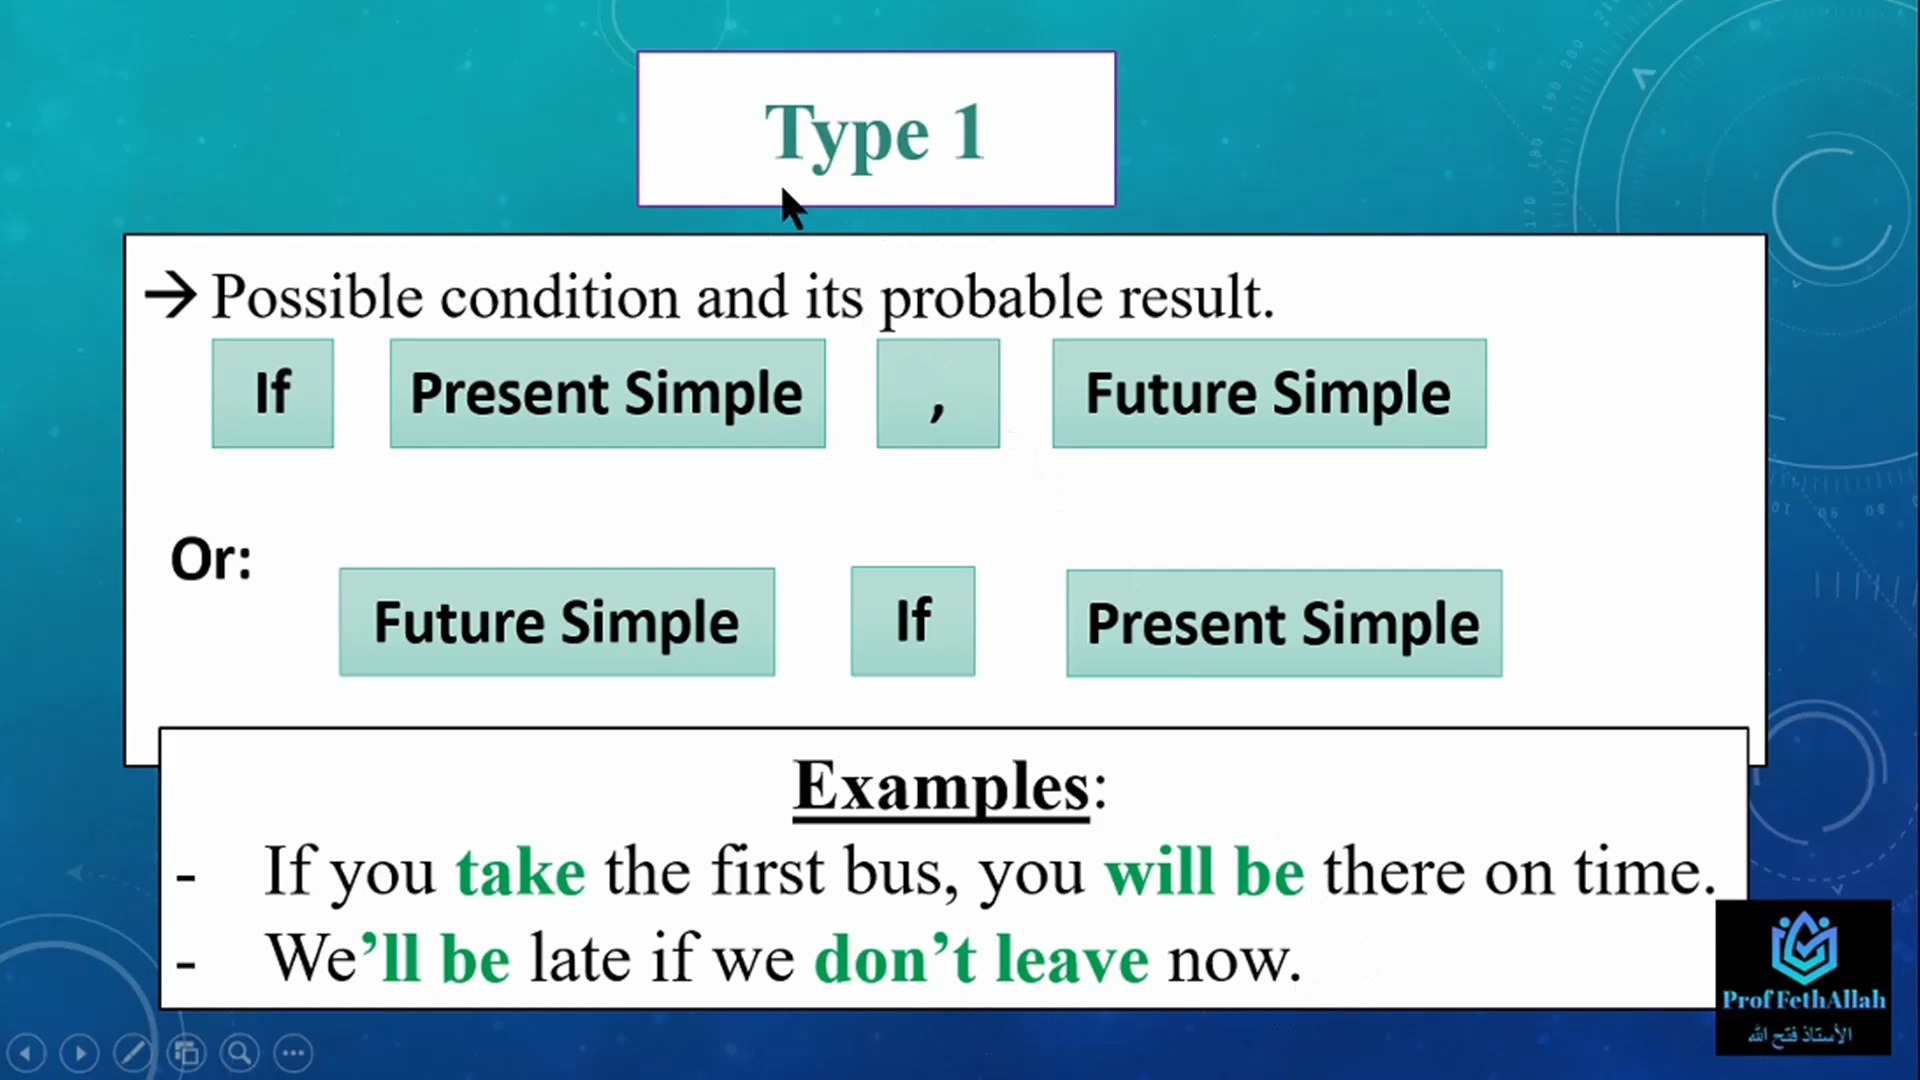 Type 1
→ Possible condition and its probable result.
If Present Simple , Future Simple
Or:
Future Simple If Present Simple
Examples:
- If you take the first bus, you will be there on time.
- We’ll be late if we don’t leave now.
Prof FethAllah
الأستاذ فتح الله